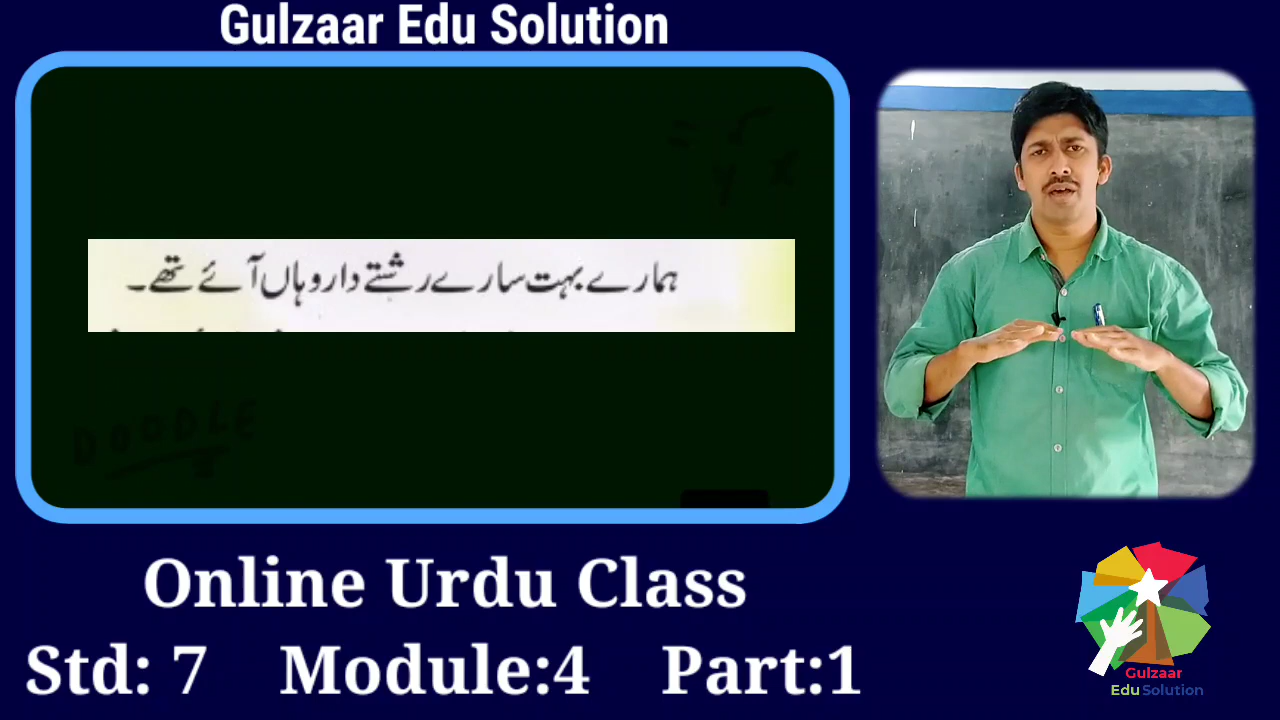 Gulzaar Edu Solution
ہمارے بہت سارے رشتے دار وہاں آئے تھے۔
DOODLE
Online Urdu Class
Std: 7 Module:4 Part:1
Gulzaar
Edu Solution